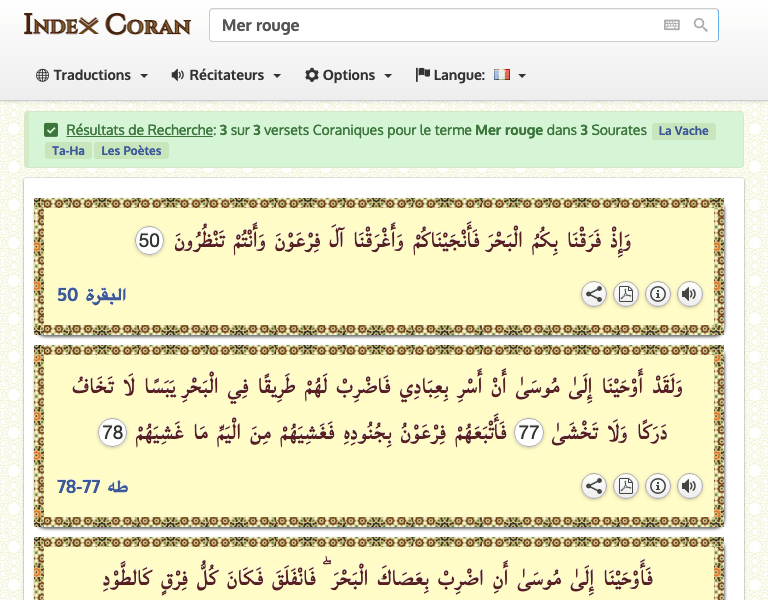 Index Coran
Mer rouge
Traductions Récitateurs Options Langue:
Résultats de Recherche: 3 sur 3 versets Coraniques pour le terme Mer rouge dans 3 Sourates La Vache
Ta-Ha Les Poètes
وَإِذْ فَرَقْنَا بِكُمُ الْبَحْرَ فَأَنْجَيْنَاكُمْ وَأَغْرَقْنَا آلَ فِرْعَوْنَ وَأَنْتُمْ تَنْظُرُونَ 50
البقرة 50
وَلَقَدْ أَوْحَيْنَا إِلَىٰ مُوسَىٰ أَنْ أَسْرِ بِعِبَادِي فَاضْرِبْ لَهُمْ طَرِيقًا فِي الْبَحْرِ يَبَسًا لَا تَخَافُ
دَرَكًا وَلَا تَخْشَىٰ 77 فَأَتْبَعَهُمْ فِرْعَوْنُ بِجُنُودِهِ فَغَشِيَهُمْ مِنَ الْيَمِّ مَا غَشِيَهُمْ 78
طه 77-78
فَأَوْحَيْنَا إِلَىٰ مُوسَىٰ أَنِ اضْرِبْ بِعَصَاكَ الْبَحْرَ ۖ فَانْفَلَقَ فَكَانَ كُلُّ فِرْقٍ كَالطَّوْدِ